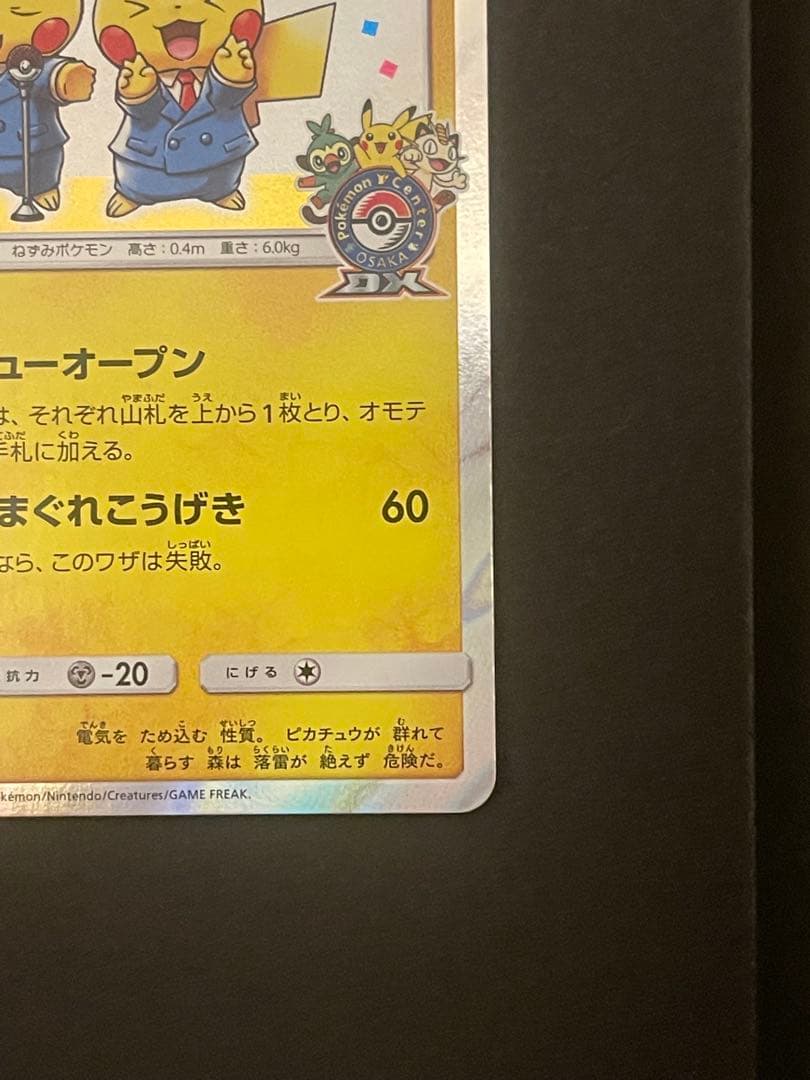 Pokémon Center
OSAKA
DX
ねずみポケモン 高さ:0.4m 重さ:6.0kg
ューオープン
は、それぞれ山札を上から1枚とり、オモテ
手札に加える。
まぐれこうげき 60
なら、このワザは失敗。
抗力 -20 にげる
電気を ため込む 性質。 ピカチュウが 群れて
暮らす 森は 落雷が 絶えず 危険だ。
kémon/Nintendo/Creatures/GAME FREAK.